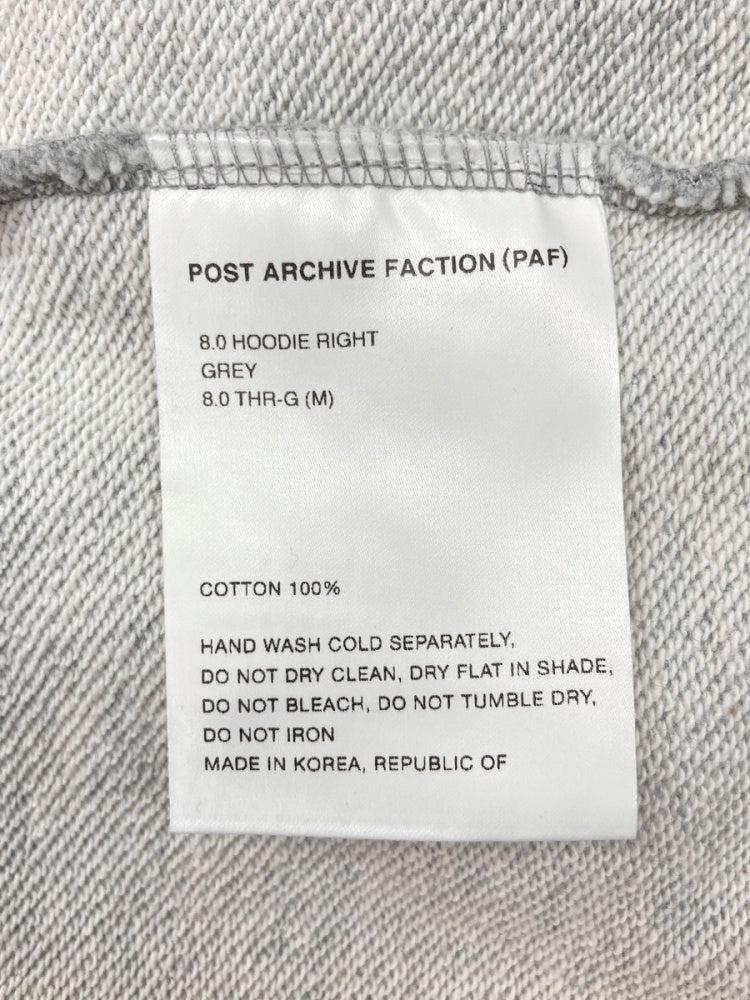 POST ARCHIVE FACTION (PAF)
8.0 HOODIE RIGHT
GREY
8.0 THR-G (M)
COTTON 100%
HAND WASH COLD SEPARATELY,
DO NOT DRY CLEAN, DRY FLAT IN SHADE,
DO NOT BLEACH, DO NOT TUMBLE DRY,
DO NOT IRON
MADE IN KOREA, REPUBLIC OF